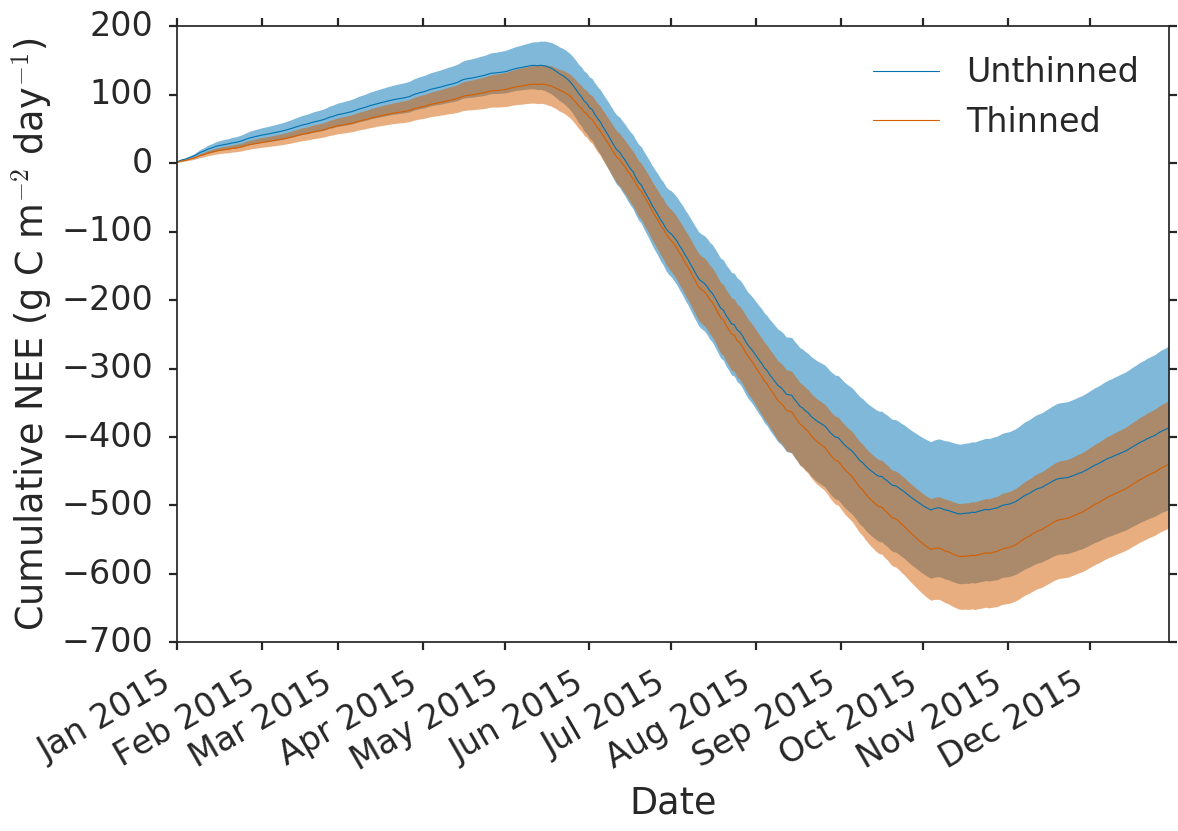 Cumulative NEE (g C m⁻² day⁻¹)
200
100
0
−100
−200
−300
−400
−500
−600
−700
Unthinned
Thinned
Jan 2015
Feb 2015
Mar 2015
Apr 2015
May 2015
Jun 2015
Jul 2015
Aug 2015
Sep 2015
Oct 2015
Nov 2015
Dec 2015
Date